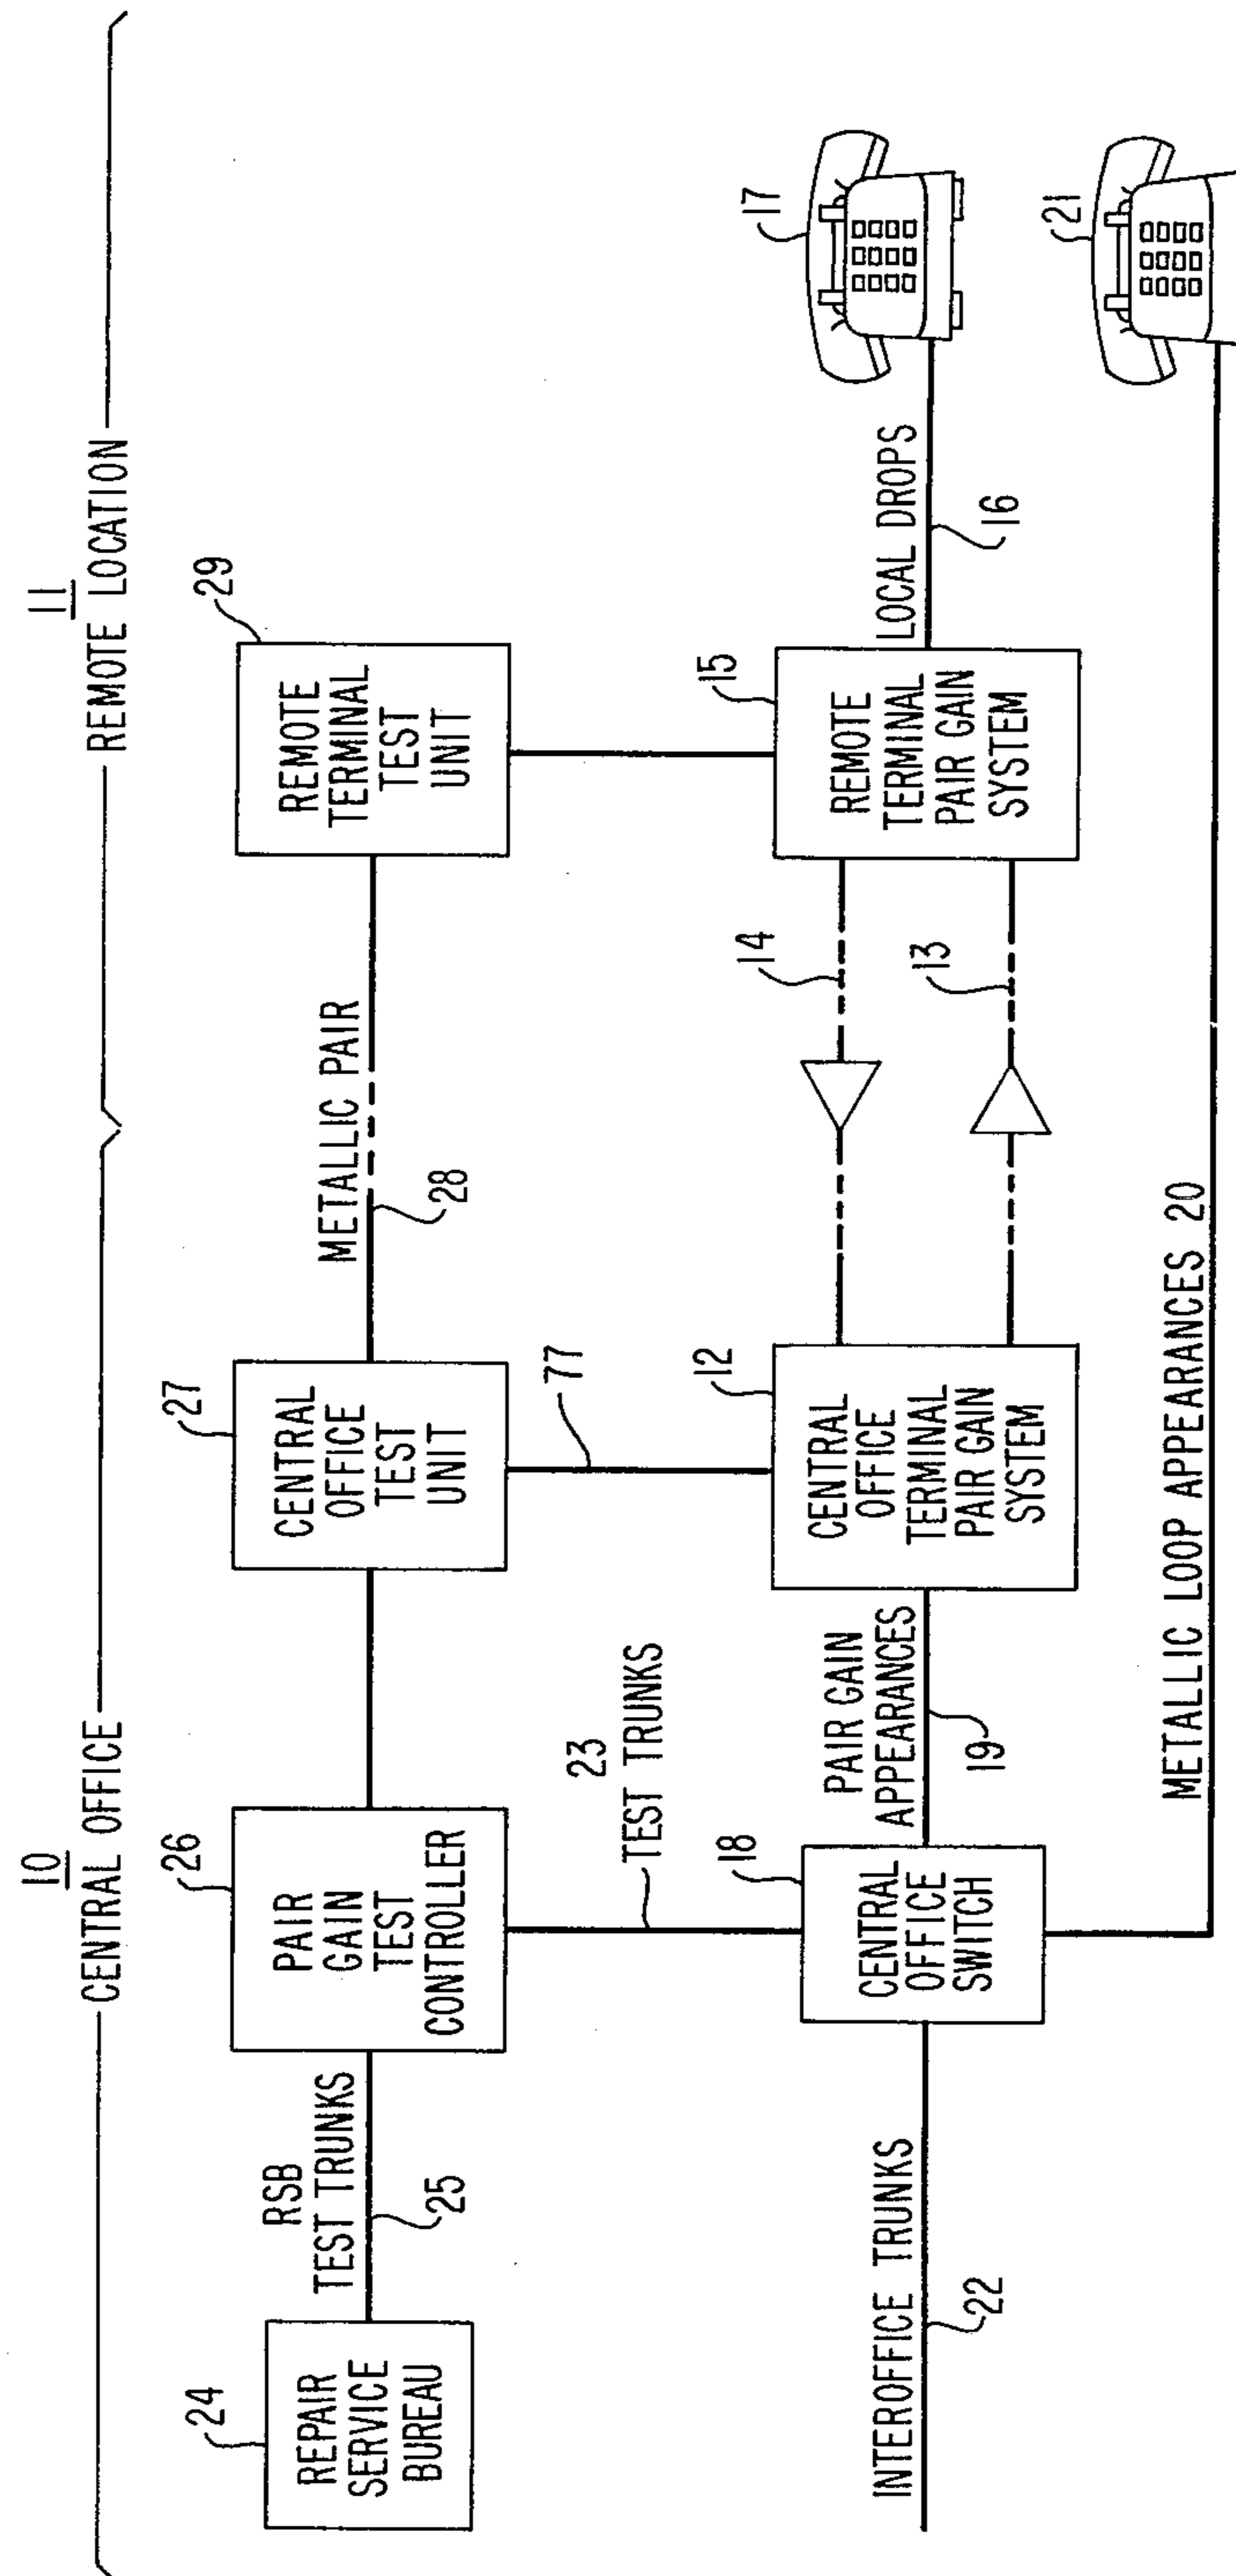 10
CENTRAL OFFICE
11
REMOTE LOCATION
24
REPAIR
SERVICE
BUREAU
RSB
TEST TRUNKS
25
26
PAIR
GAIN
TEST
CONTROLLER
27
CENTRAL
OFFICE
TEST
UNIT
METALLIC PAIR
28
29
REMOTE
TERMINAL
TEST
UNIT
23
TEST TRUNKS
77
INTEROFFICE TRUNKS
22
18
CENTRAL
OFFICE
SWITCH
PAIR GAIN
APPEARANCES
19
12
CENTRAL
OFFICE
TERMINAL
PAIR GAIN
SYSTEM
14
13
15
REMOTE
TERMINAL
PAIR GAIN
SYSTEM
LOCAL DROPS
16
17
METALLIC LOOP APPEARANCES 20
21